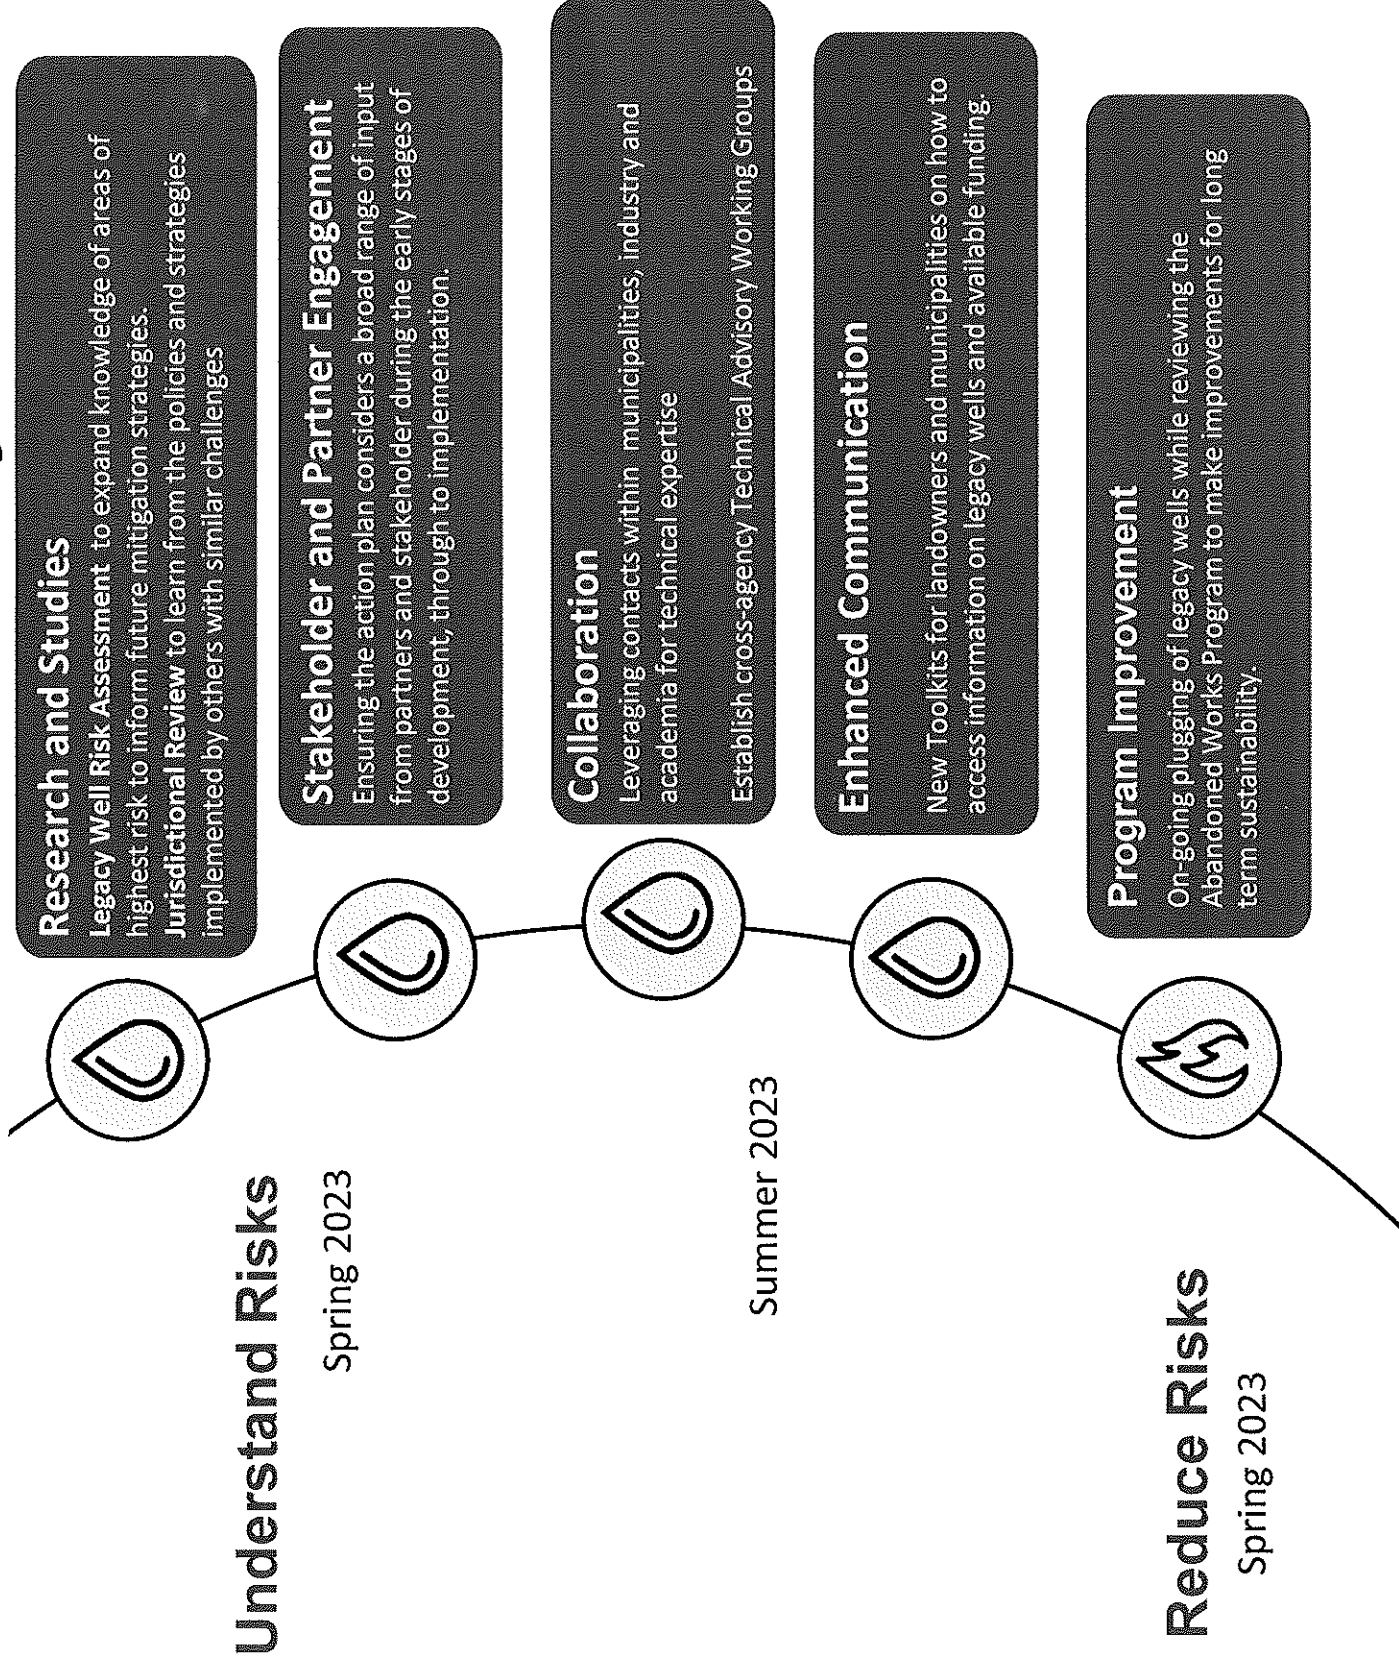 Understand Risks
Spring 2023
Summer 2023
Reduce Risks
Spring 2023
Research and Studies
Legacy Well Risk Assessment to expand knowledge of areas of
highest risk to inform future mitigation strategies.
Jurisdictional Review to learn from the policies and strategies
implemented by others with similar challenges
Stakeholder and Partner Engagement
Ensuring the action plan considers a broad range of input
from partners and stakeholder during the early stages of
development, through to implementation.
Collaboration
Leveraging contacts within municipalities, industry and
academia for technical expertise
Establish cross-agency Technical Advisory Working Groups
Enhanced Communication
New Toolkits for landowners and municipalities on how to
access information on legacy wells and available funding.
Program Improvement
On-going plugging of legacy wells while reviewing the
Abandoned Works Program to make improvements for long
term sustainability.